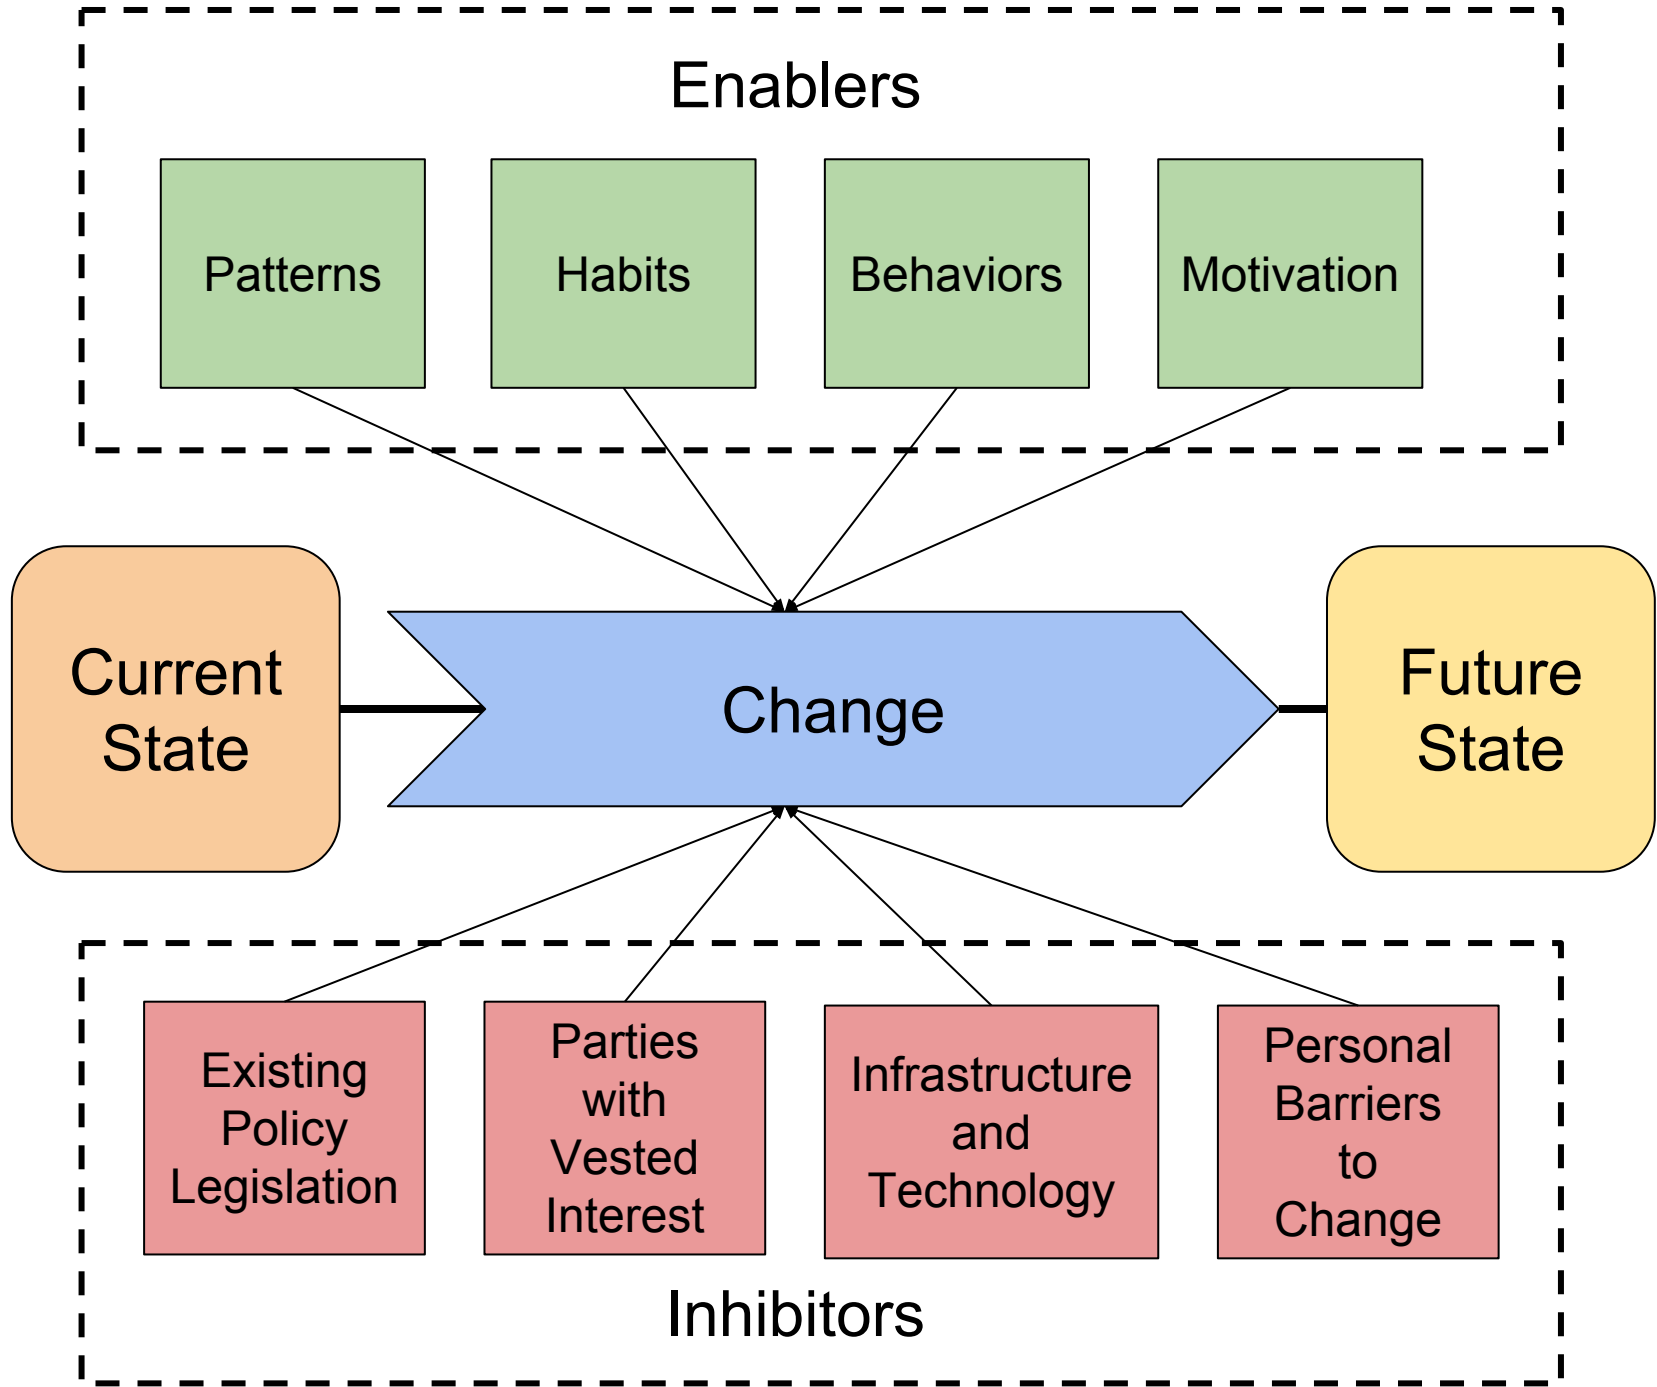 Enablers
Patterns
Habits
Behaviors
Motivation
Current
State
Change
Future
State
Existing
Policy
Legislation
Parties
with
Vested
Interest
Infrastructure
and
Technology
Personal
Barriers
to
Change
Inhibitors